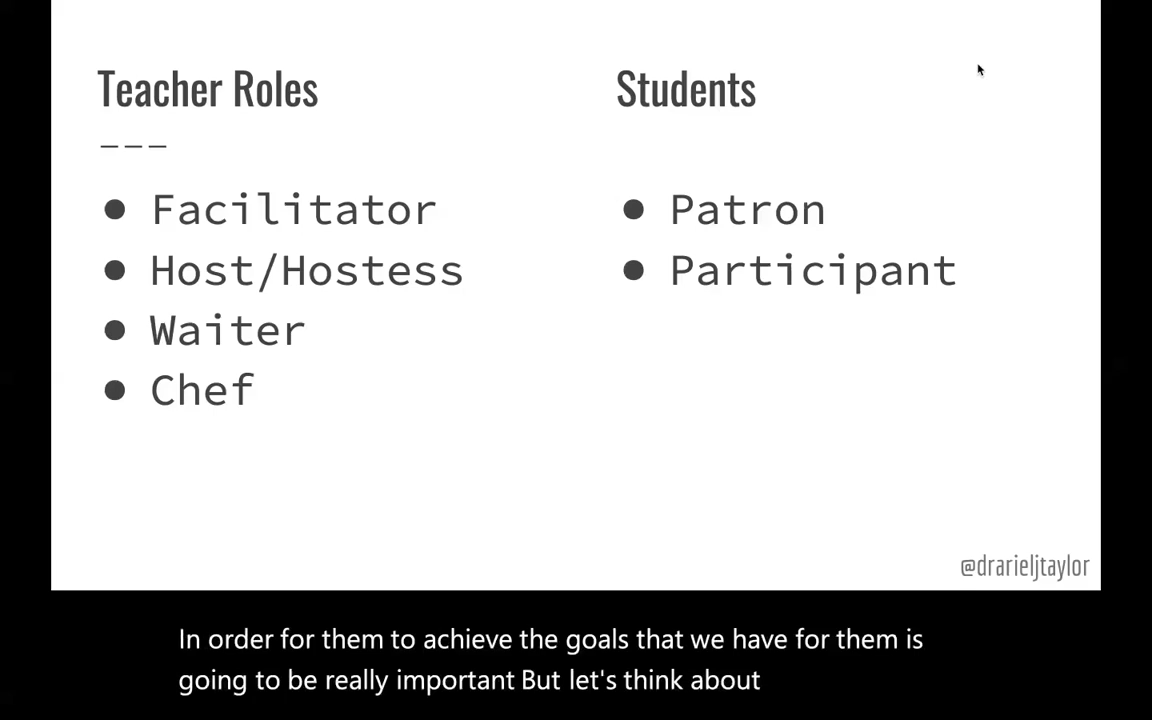 Teacher Roles
---
● Facilitator
● Host/Hostess
● Waiter
● Chef
Students
● Patron
● Participant
@drarieljtaylor
In order for them to achieve the goals that we have for them is
going to be really important But let's think about